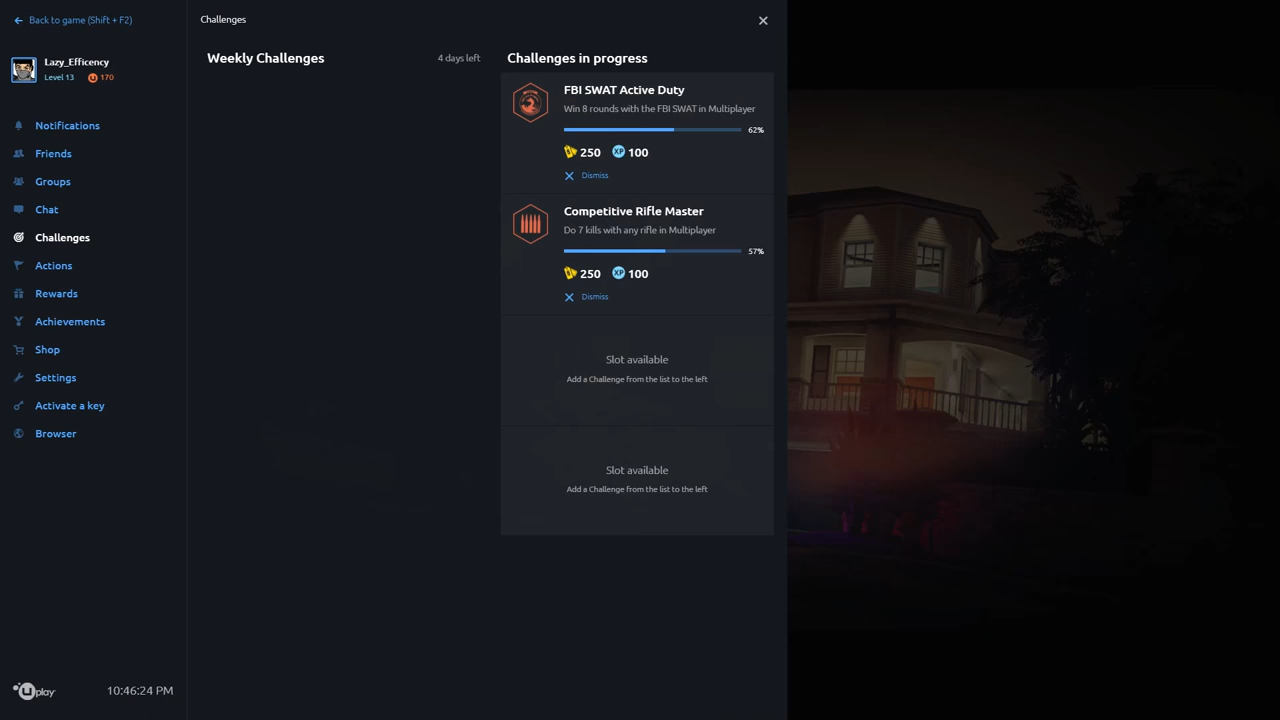 Back to game (Shift + F2)
Lazy_Efficency
Level 13 170
Notifications
Friends
Groups
Chat
Challenges
Actions
Rewards
Achievements
Shop
Settings
Activate a key
Browser
uplay 10:46:24 PM
Challenges
Weekly Challenges 4 days left
Challenges in progress
FBI SWAT Active Duty
Win 8 rounds with the FBI SWAT in Multiplayer
62%
250 XP 100
Dismiss
Competitive Rifle Master
Do 7 kills with any rifle in Multiplayer
57%
250 XP 100
Dismiss
Slot available
Add a Challenge from the list to the left
Slot available
Add a Challenge from the list to the left